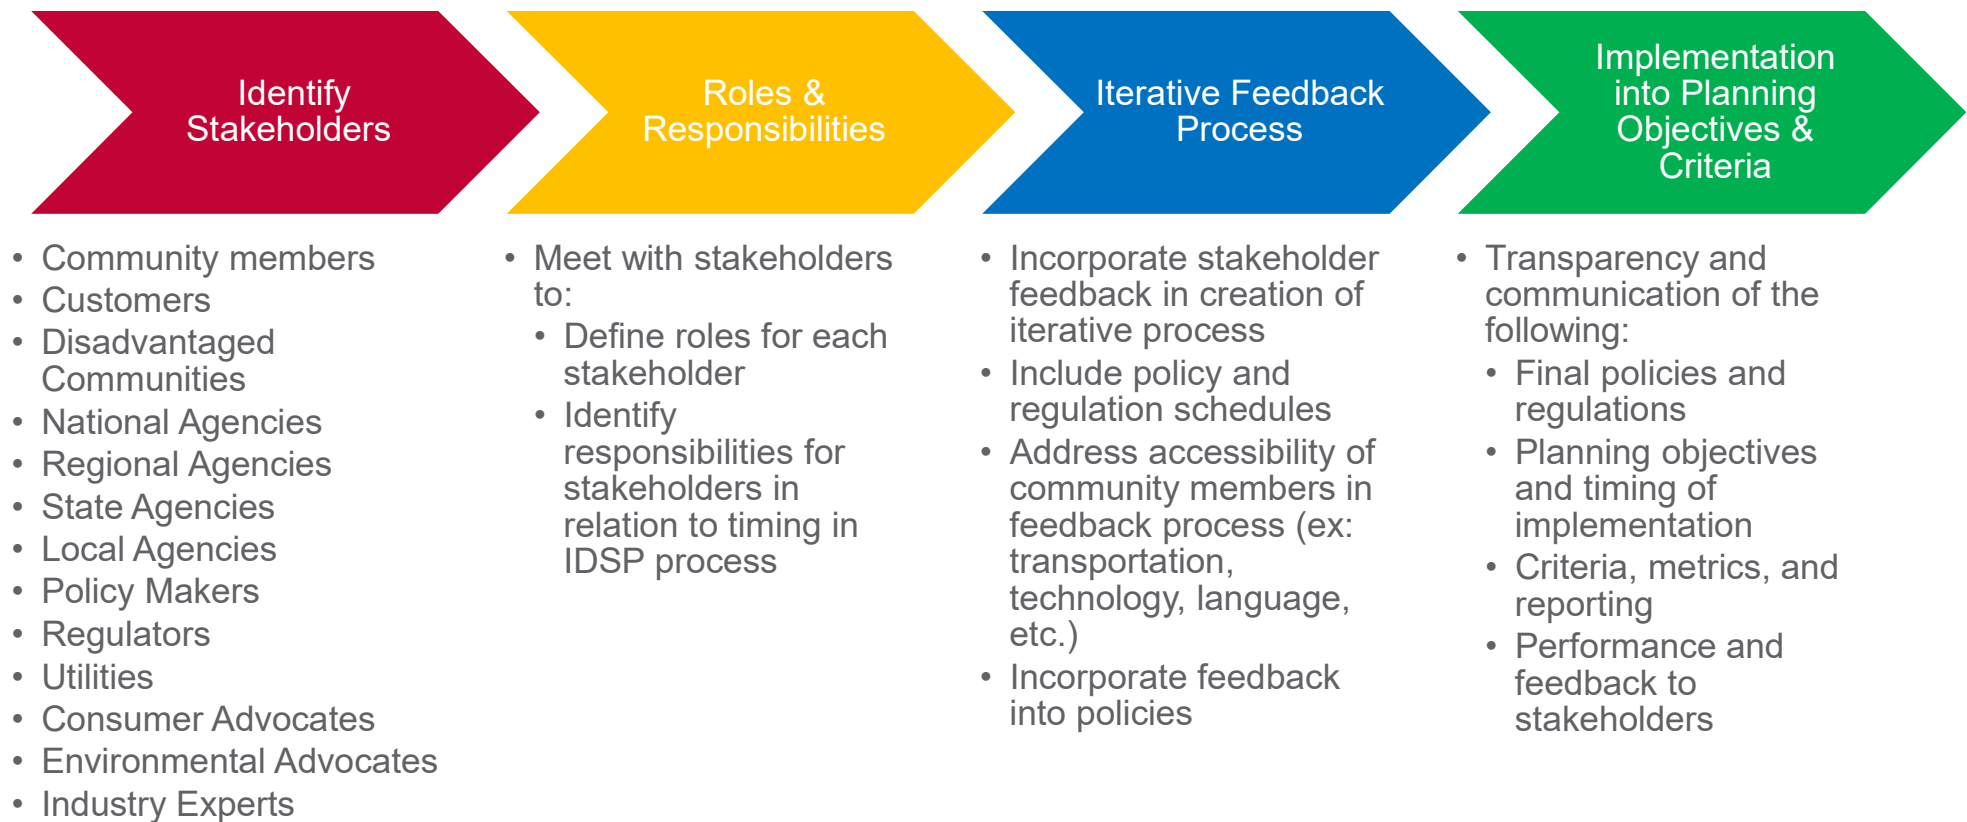 Identify
Stakeholders
• Community members
• Customers
• Disadvantaged
Communities
• National Agencies
• Regional Agencies
• State Agencies
• Local Agencies
• Policy Makers
• Regulators
• Utilities
• Consumer Advocates
• Environmental Advocates
• Industry Experts
Roles &
Responsibilities
• Meet with stakeholders
to:
• Define roles for each
stakeholder
• Identify
responsibilities for
stakeholders in
relation to timing in
IDSP process
Iterative Feedback
Process
• Incorporate stakeholder
feedback in creation of
iterative process
• Include policy and
regulation schedules
• Address accessibility of
community members in
feedback process (ex:
transportation,
technology, language,
etc.)
• Incorporate feedback
into policies
Implementation
into Planning
Objectives &
Criteria
• Transparency and
communication of the
following:
• Final policies and
regulations
• Planning objectives
and timing of
implementation
• Criteria, metrics, and
reporting
• Performance and
feedback to
stakeholders